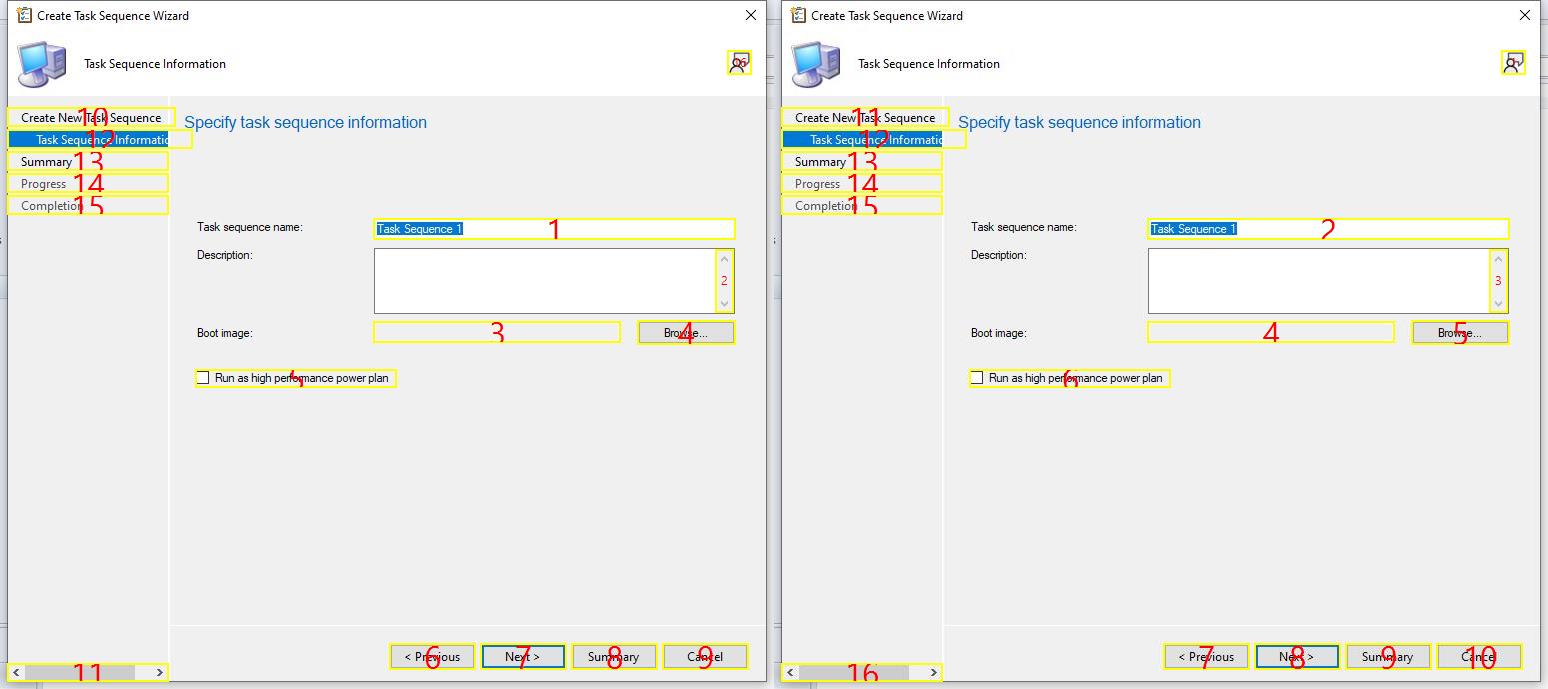 Create Task Sequence Wizard
Task Sequence Information
16
Create New Task Sequence
10
Task Sequence Informatic
12
Summary
13
Progress
14
Completion
15
Specify task sequence information
Task sequence name:
Task Sequence 1
1
Description:
2
Boot image:
3
Browse...
4
Run as high performance power plan
5
11
< Previous
6
Next >
7
Summary
8
Cancel
9
Create Task Sequence Wizard
Task Sequence Information
1
Create New Task Sequence
11
Task Sequence Informatic
12
Summary
13
Progress
14
Completion
15
Specify task sequence information
Task sequence name:
Task Sequence 1
2
Description:
3
Boot image:
4
Browse...
5
Run as high performance power plan
6
16
< Previous
7
Next >
8
Summary
9
Cancel
10